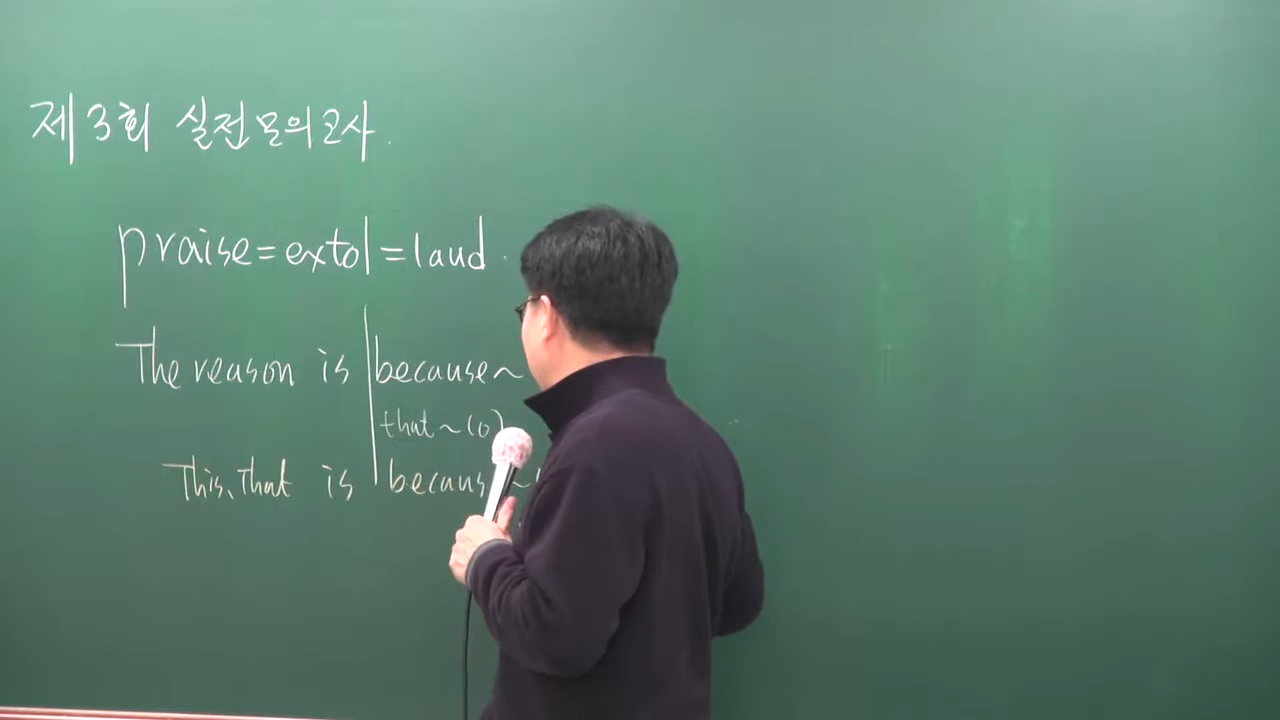 제3회 실전모의고사.
praise=extol=laud.
The reason is because~
that~(o)
This, That is because~